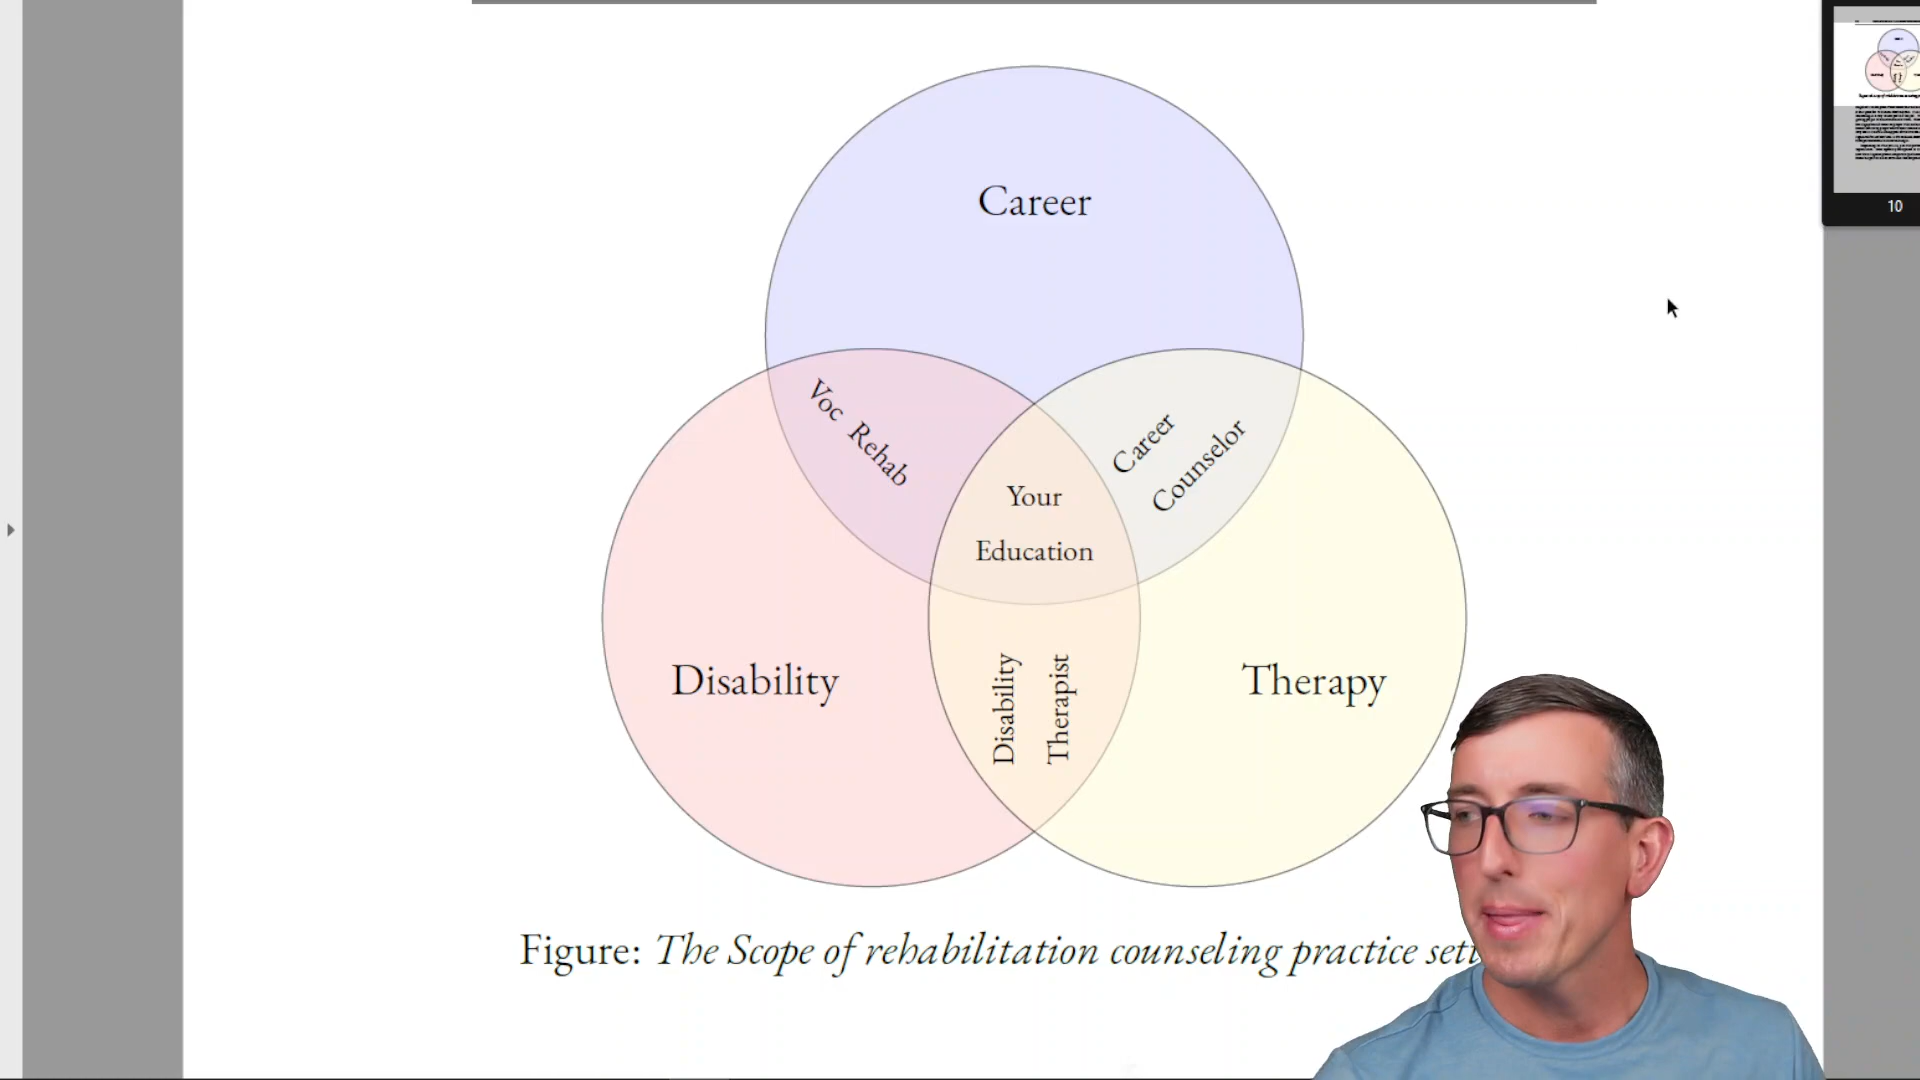 Career
Voc Rehab
Career
Counselor
Your
Education
Disability
Disability
Therapist
Therapy
Figure: The Scope of rehabilitation counseling practice
10